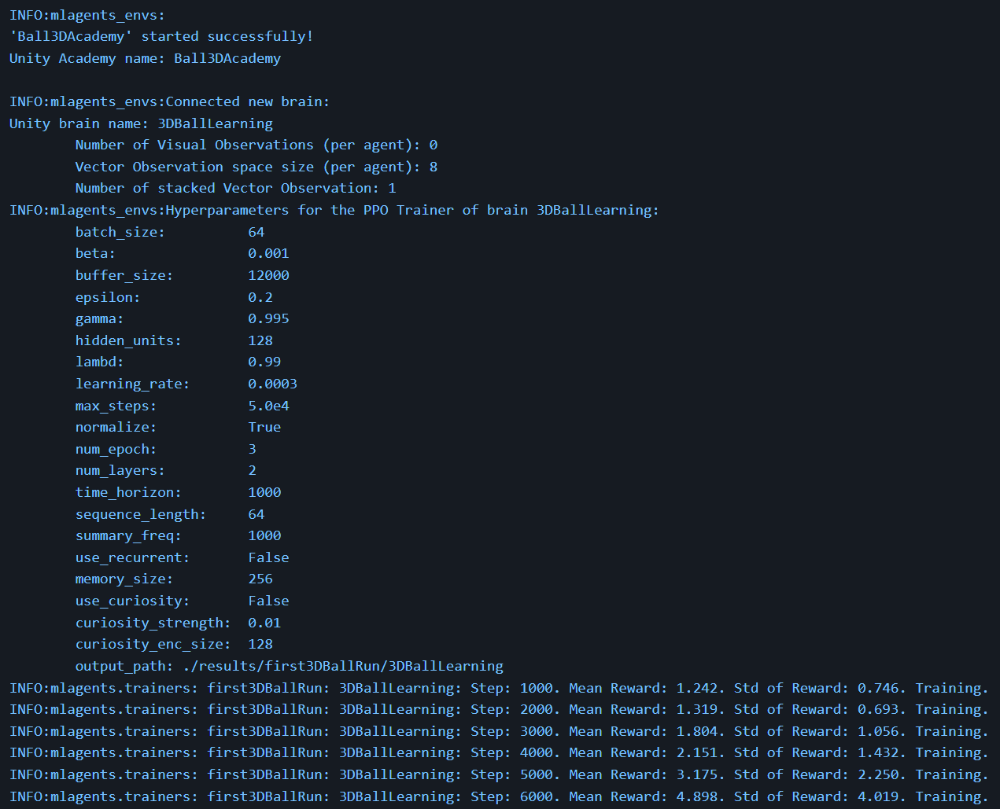 INFO:mlagents_envs:
'Ball3DAcademy' started successfully!
Unity Academy name: Ball3DAcademy

INFO:mlagents_envs:Connected new brain:
Unity brain name: 3DBallLearning
        Number of Visual Observations (per agent): 0
        Vector Observation space size (per agent): 8
        Number of stacked Vector Observation: 1
INFO:mlagents_envs:Hyperparameters for the PPO Trainer of brain 3DBallLearning:
        batch_size:          64
        beta:                0.001
        buffer_size:         12000
        epsilon:             0.2
        gamma:               0.995
        hidden_units:        128
        lambd:               0.99
        learning_rate:       0.0003
        max_steps:           5.0e4
        normalize:           True
        num_epoch:           3
        num_layers:          2
        time_horizon:        1000
        sequence_length:     64
        summary_freq:        1000
        use_recurrent:       False
        memory_size:         256
        use_curiosity:       False
        curiosity_strength:  0.01
        curiosity_enc_size:  128
        output_path: ./results/first3DBallRun/3DBallLearning
INFO:mlagents.trainers: first3DBallRun: 3DBallLearning: Step: 1000. Mean Reward: 1.242. Std of Reward: 0.746. Training.
INFO:mlagents.trainers: first3DBallRun: 3DBallLearning: Step: 2000. Mean Reward: 1.319. Std of Reward: 0.693. Training.
INFO:mlagents.trainers: first3DBallRun: 3DBallLearning: Step: 3000. Mean Reward: 1.804. Std of Reward: 1.056. Training.
INFO:mlagents.trainers: first3DBallRun: 3DBallLearning: Step: 4000. Mean Reward: 2.151. Std of Reward: 1.432. Training.
INFO:mlagents.trainers: first3DBallRun: 3DBallLearning: Step: 5000. Mean Reward: 3.175. Std of Reward: 2.250. Training.
INFO:mlagents.trainers: first3DBallRun: 3DBallLearning: Step: 6000. Mean Reward: 4.898. Std of Reward: 4.019. Training.